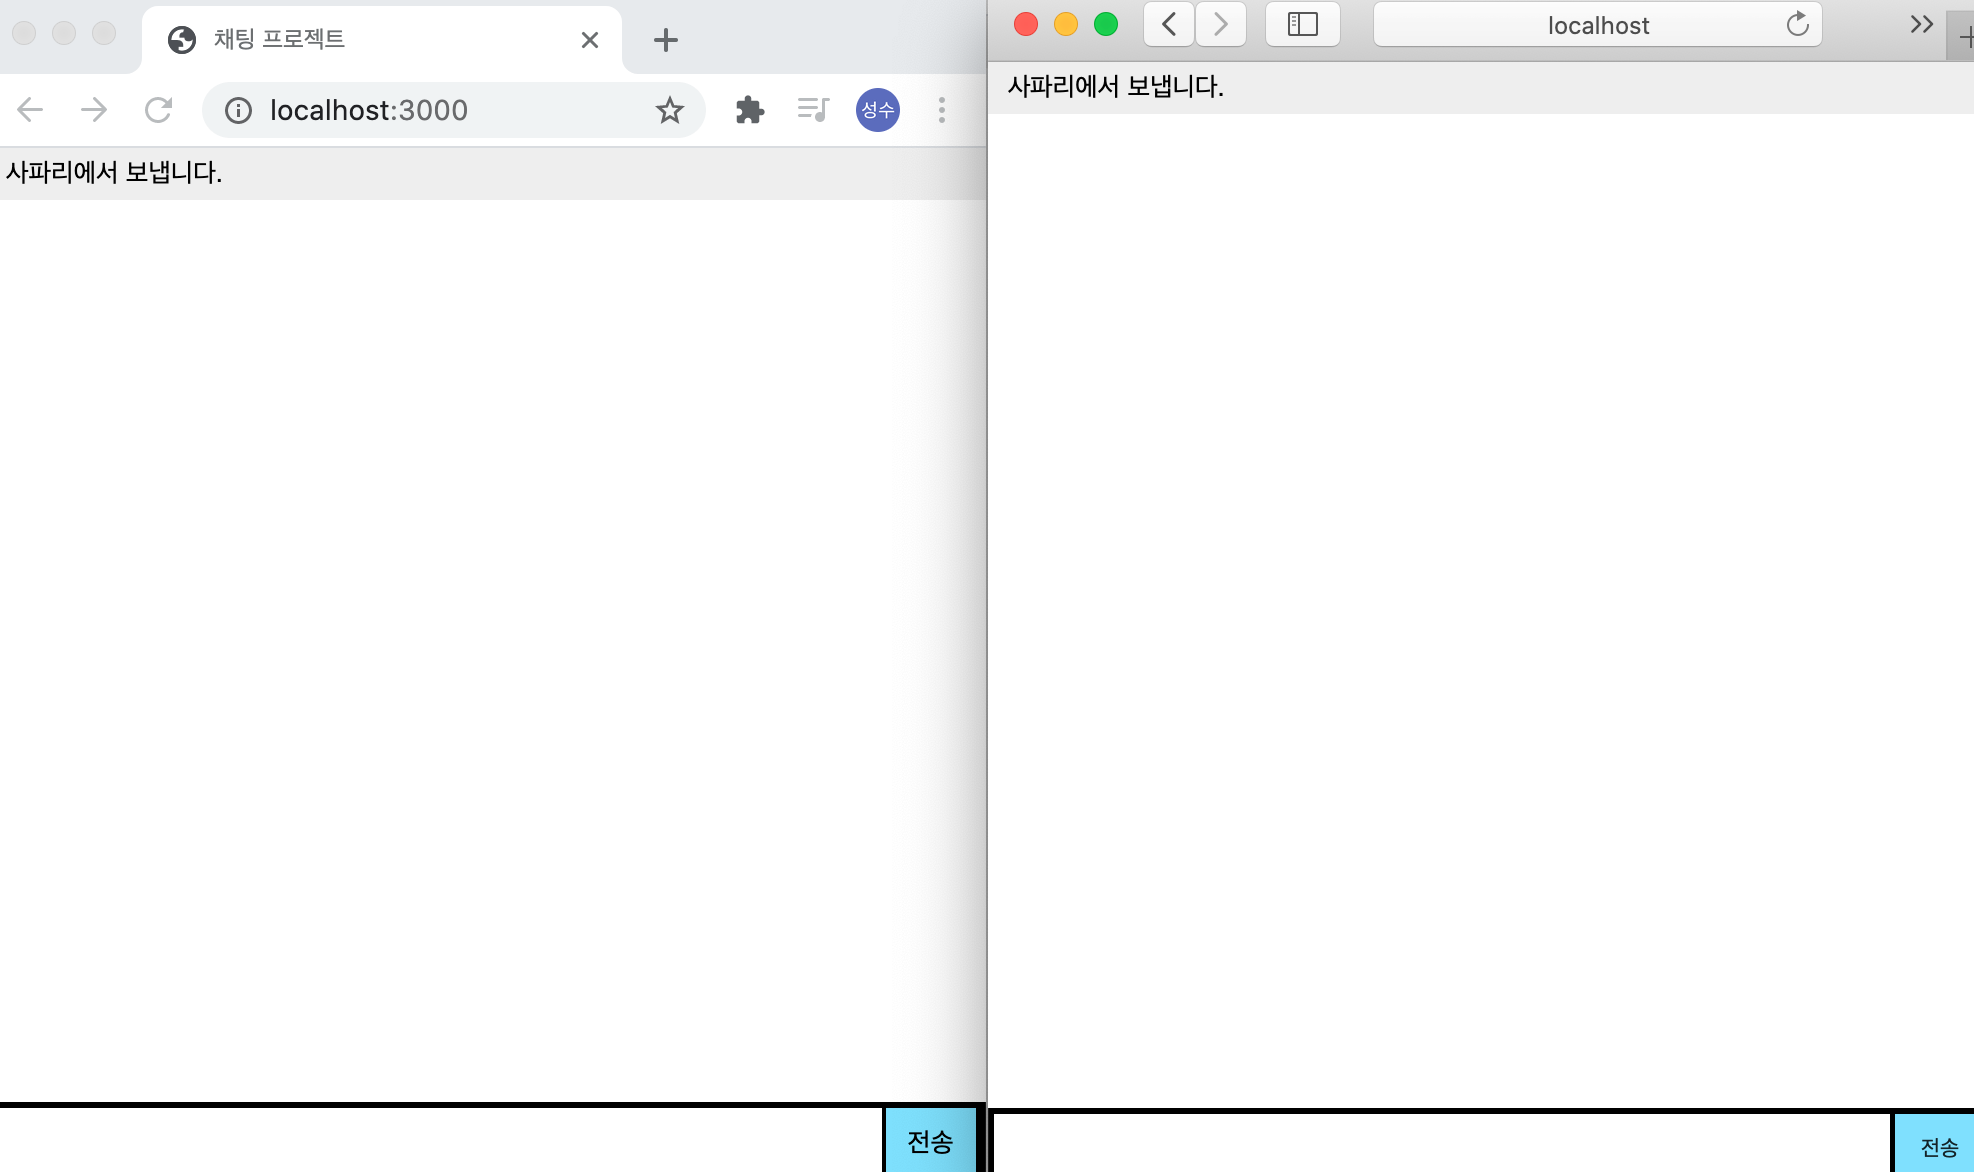 채팅 프로젝트
localhost:3000
성수
사파리에서 보냅니다.
전송
localhost
사파리에서 보냅니다.
전송